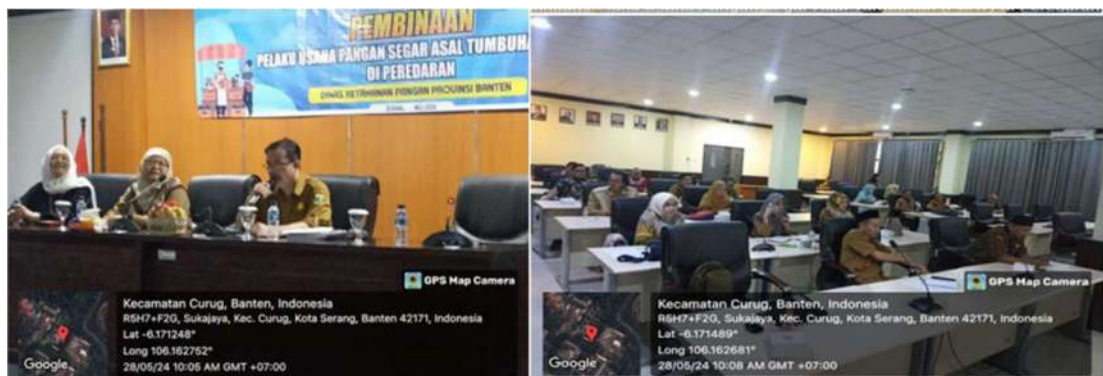 PEMBINAAN
PELAKU USAHA PANGAN SEGAR ASAL TUMBUHA
DI PEREDARAN
DINAS KETAHANAN PANGAN PROVINSI BANTEN
MEI 2024
GPS Map Camera
Kecamatan Curug, Banten, Indonesia
R5H7+F2G, Sukajaya, Kec. Curug, Kota Serang, Banten 42171, Indonesia
Lat -6.171248°
Long 106.162752°
28/05/24 10:05 AM GMT +07:00
Google
GPS Map Camera
Kecamatan Curug, Banten, Indonesia
R5H7+F2G, Sukajaya, Kec. Curug, Kota Serang, Banten 42171, Indonesia
Lat -6.171489°
Long 106.162681°
28/05/24 10:08 AM GMT +07:00
Google